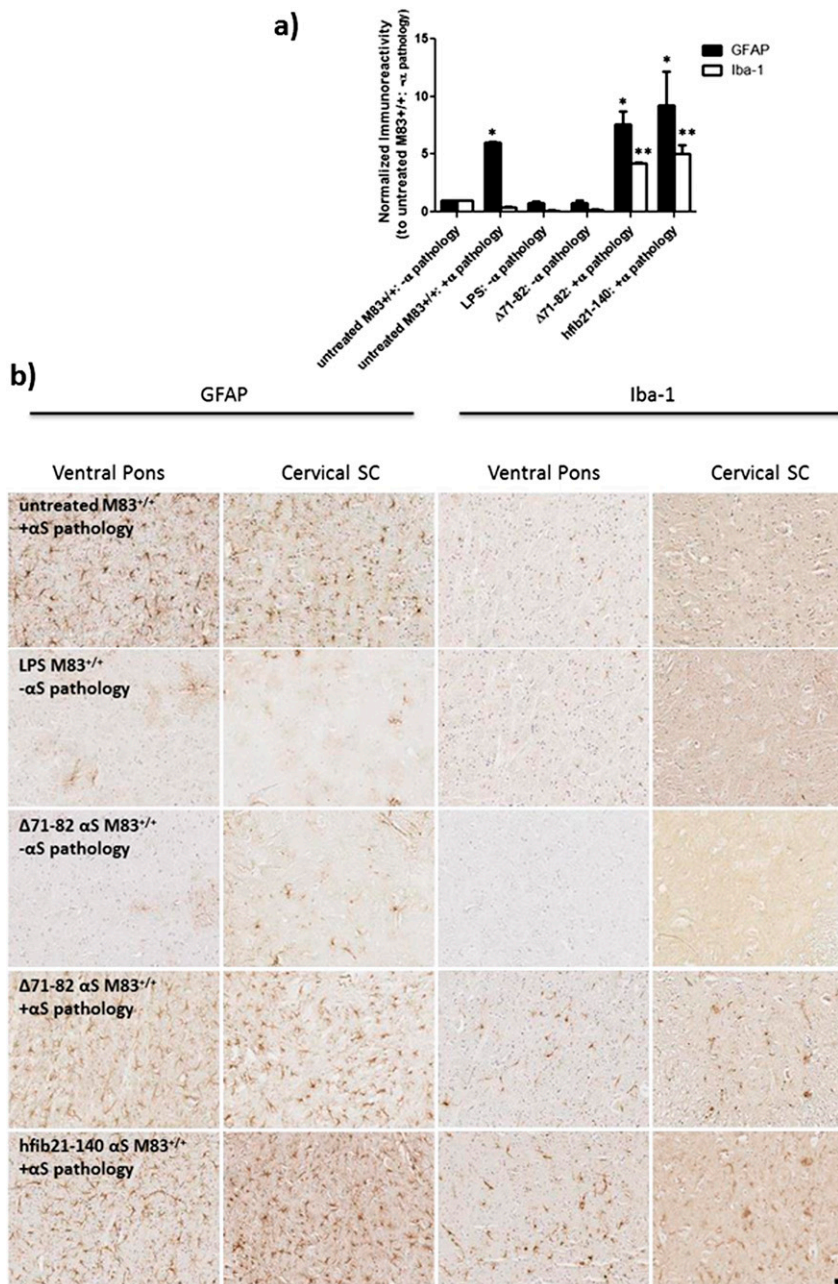 a)
Normalized Immunoreactivity
(to untreated M83+/+: -α pathology)
15
10
5
0
*
*
**
*
**
GFAP
Iba-1
untreated M83+/+: -α pathology
untreated M83+/+: +α pathology
LPS: -α pathology
Δ71-82: -α pathology
Δ71-82: +α pathology
hfib21-140: +α pathology
b)
GFAP Iba-1
Ventral Pons Cervical SC Ventral Pons Cervical SC
untreated M83+/+
+αS pathology
LPS M83+/+
-αS pathology
Δ71-82 αS M83+/+
-αS pathology
Δ71-82 αS M83+/+
+αS pathology
hfib21-140 αS M83+/+
+αS pathology